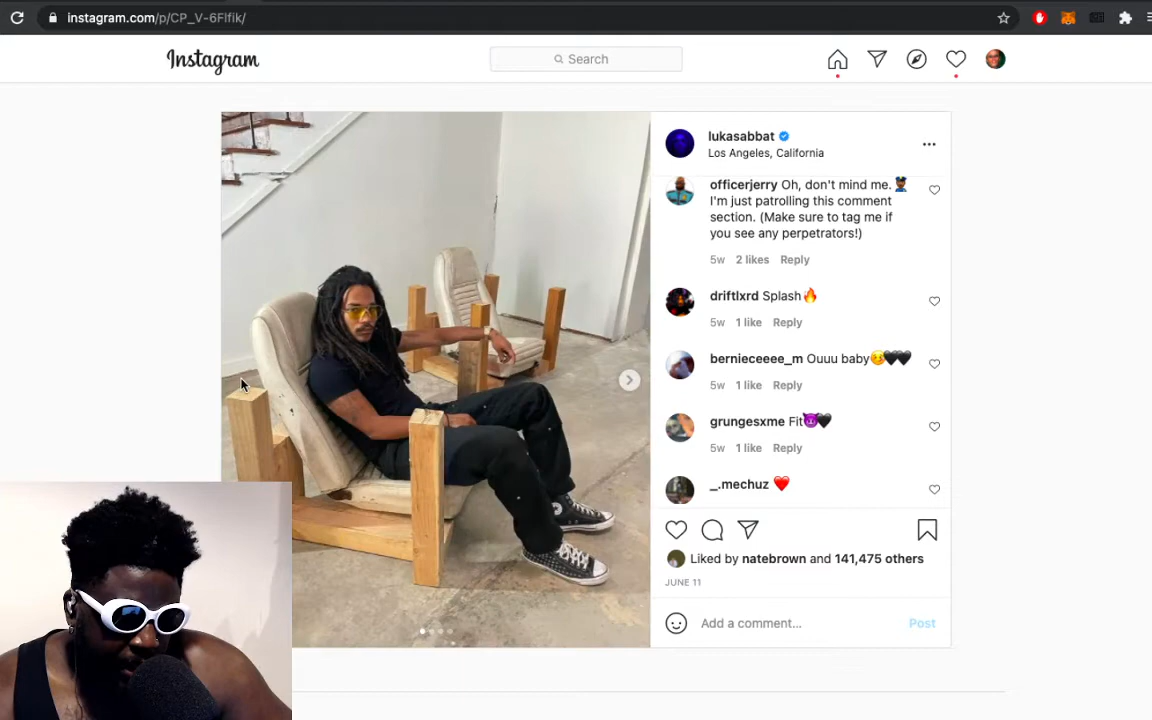 instagram.com/p/CP_V-6Flfik/
Instagram
Search
lukasabbat
Los Angeles, California
officerjerry Oh, don't mind me.👮🏾
I'm just patrolling this comment
section. (Make sure to tag me if
you see any perpetrators!)
5w 2 likes Reply
driftlxrd Splash🔥
5w 1 like Reply
bernieceeee_m Ouuu baby😏🖤🖤
5w 1 like Reply
grungesxme Fit😈🖤
5w 1 like Reply
_.mechuz ❤️
Liked by natebrown and 141,475 others
JUNE 11
Add a comment...
Post